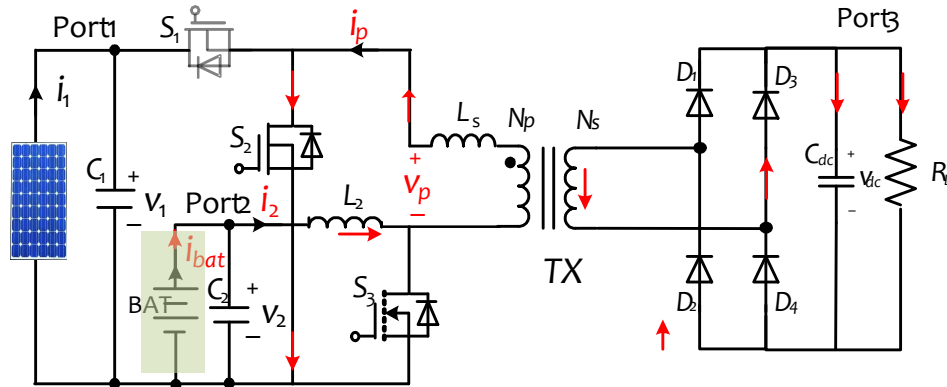 Port1
S1
ip
Port3
i1
D1
D3
S2
Ls
Np
Ns
C1
+
v1
−
+
vp
−
Cdc
+
vdc
−
Port2
i2
L2
TX
ibat
BAT
C2
+
v2
−
S3
D2
D4